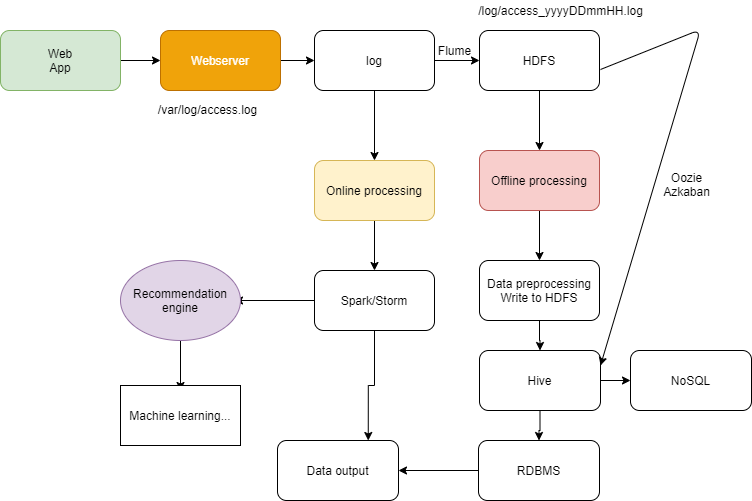 /log/access_yyyyDDmmHH.log
Web
App
Webserver
log
Flume
HDFS
/var/log/access.log
Online processing
Offline processing
Oozie
Azkaban
Recommendation
engine
Spark/Storm
Data preprocessing
Write to HDFS
Hive
NoSQL
Machine learning...
Data output
RDBMS